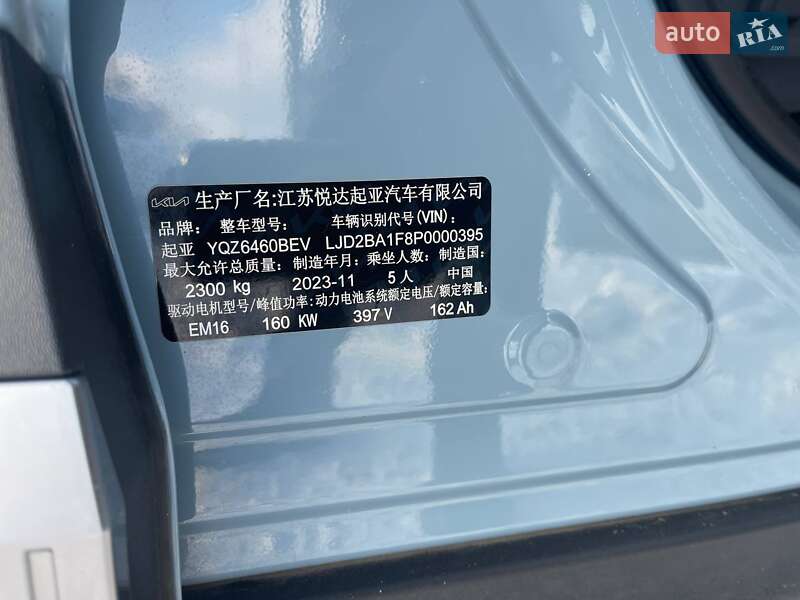 auto RIA.com
KIA 生产厂名:江苏悦达起亚汽车有限公司
品牌: 整车型号: 车辆识别代号(VIN):
起亚 YQZ6460BEV LJD2BA1F8P0000395
最大允许总质量: 制造年月: 乘坐人数: 制造国:
2300 kg 2023-11 5 人 中国
驱动电机型号/峰值功率:动力电池系统额定电压/额定容量:
EM16 160 KW 397 V 162 Ah